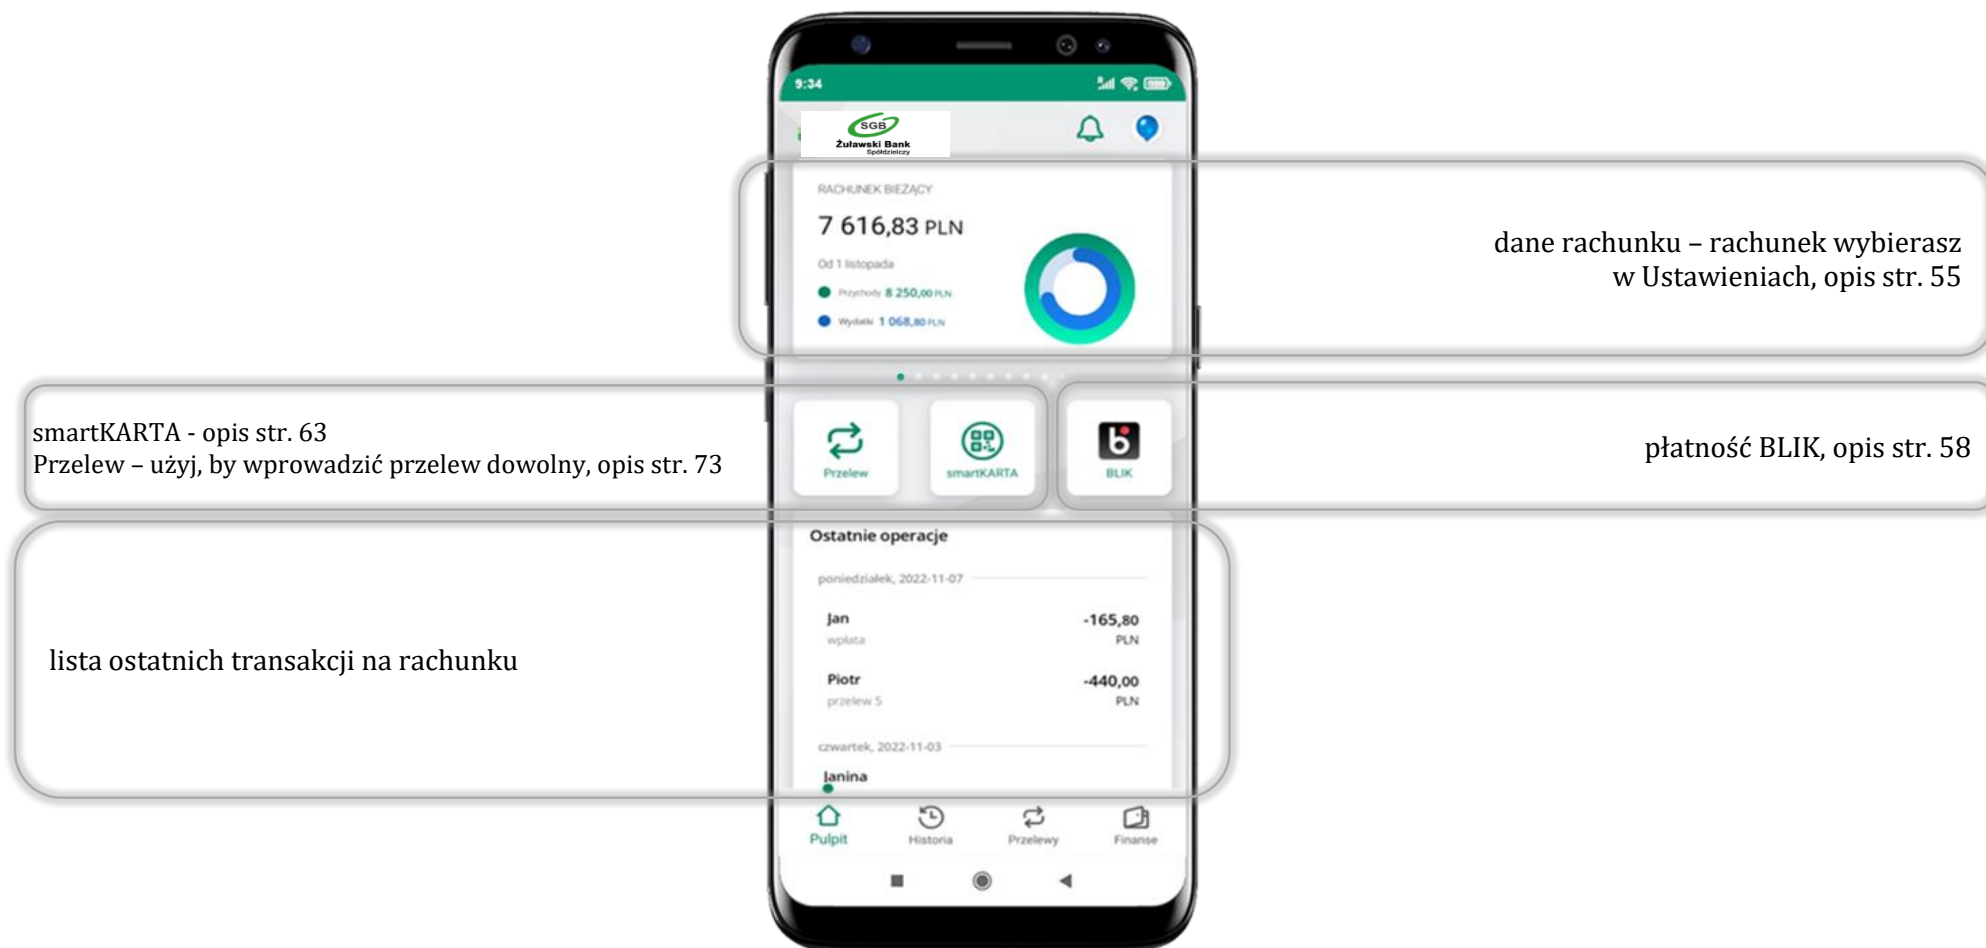 9:34
SGB
Żuławski Bank
Spółdzielczy
RACHUNEK BIEŻĄCY
7 616,83 PLN
Od 1 listopada
Przychody 8 250,00 PLN
Wydatki 1 068,80 PLN
dane rachunku – rachunek wybierasz
w Ustawieniach, opis str. 55
smartKARTA - opis str. 63
Przelew – użyj, by wprowadzić przelew dowolny, opis str. 73
Przelew
smartKARTA
BLIK
płatność BLIK, opis str. 58
Ostatnie operacje
poniedziałek, 2022-11-07
Jan -165,80
wpłata PLN
Piotr -440,00
przelew 5 PLN
czwartek, 2022-11-03
Janina
lista ostatnich transakcji na rachunku
Pulpit
Historia
Przelewy
Finanse